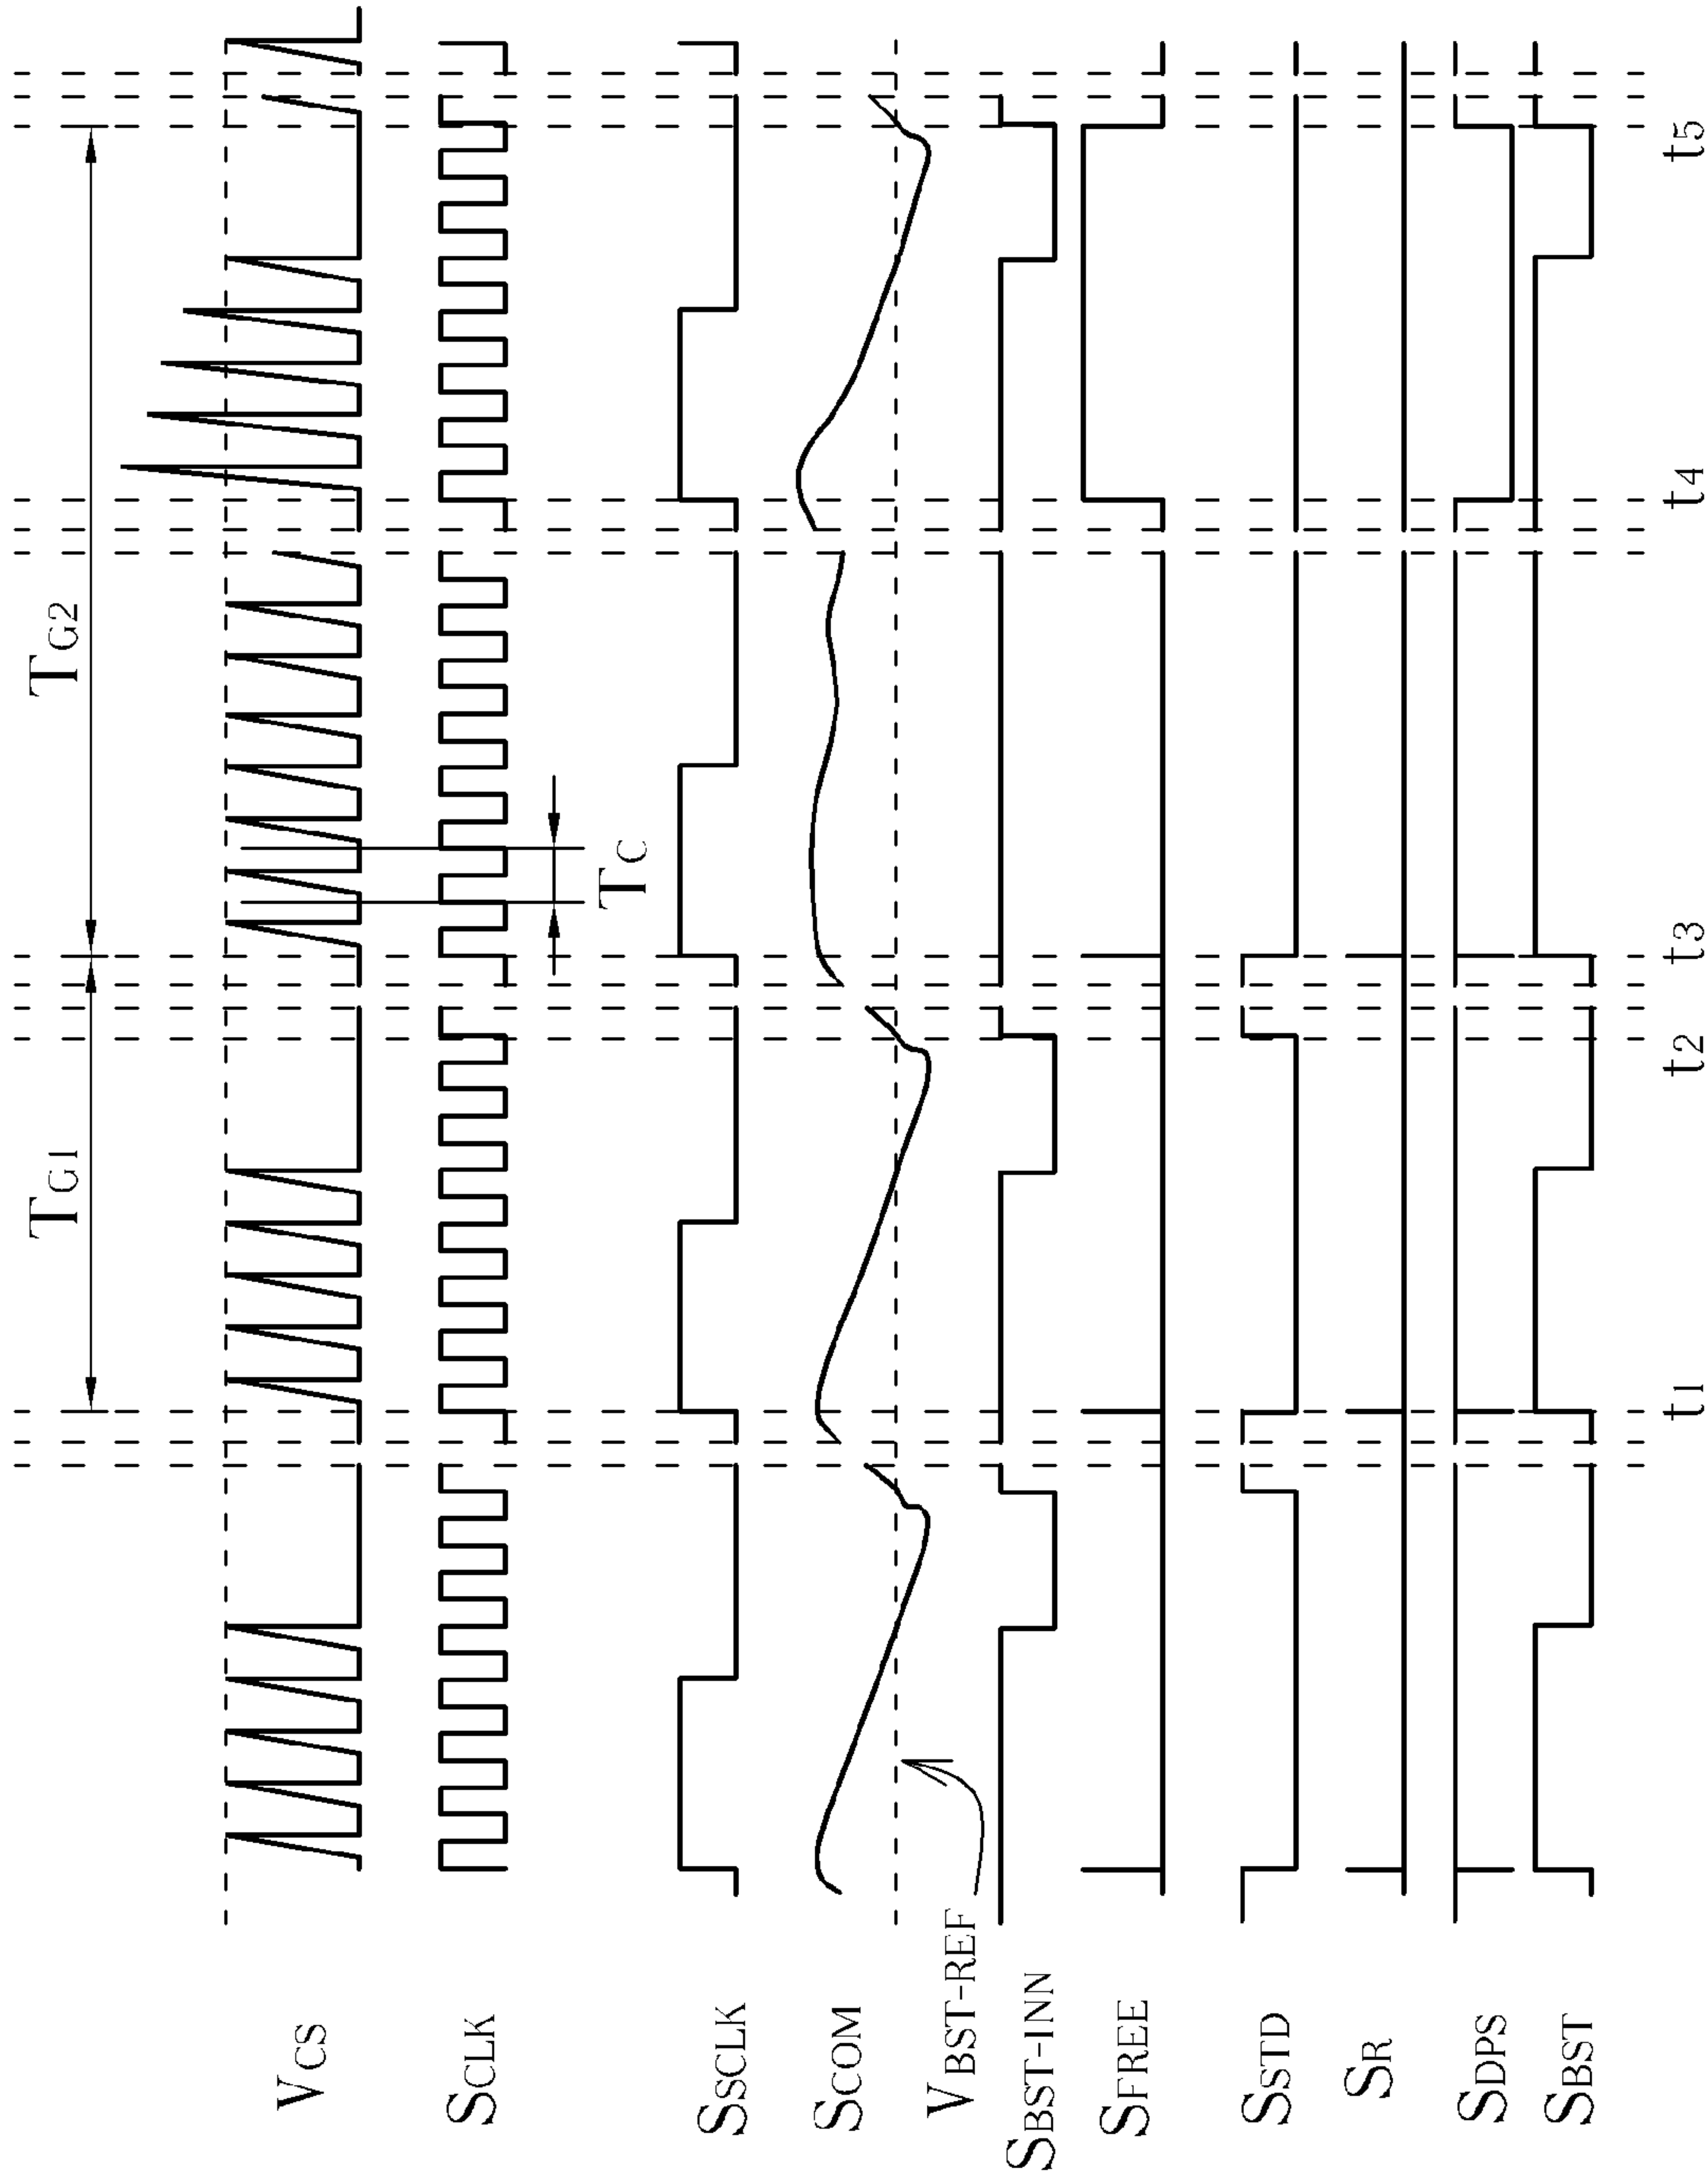 TG1
TG2
VCS
SCLK
TC
SSCLK
SCOM
VBST-REF
SBST-INN
SFREE
SSTD
SR
SDPS
SBST
t1
t2
t3
t4
t5